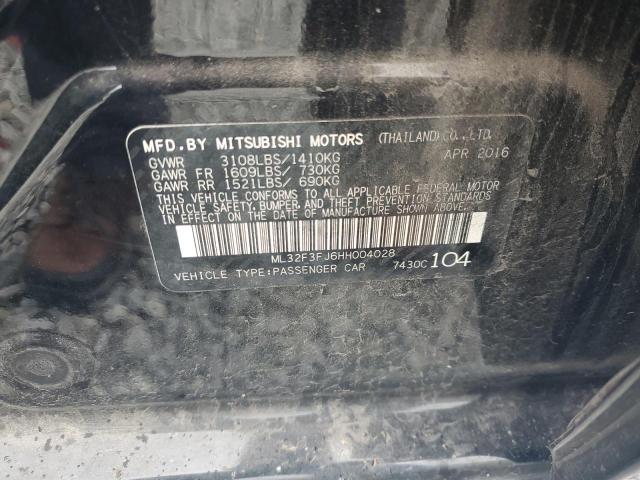 MFD.BY MITSUBISHI MOTORS (THAILAND)CO.,LTD.
GVWR 3108LBS/1410KG APR 2016
GAWR FR 1609LBS/ 730KG
GAWR RR 1521LBS/ 690KG
THIS VEHICLE CONFORMS TO ALL APPLICABLE FEDERAL MOTOR
VEHICLE SAFETY, BUMPER, AND THEFT PREVENTION STANDARDS
IN EFFECT ON THE DATE OF MANUFACTURE SHOWN ABOVE.
ML32F3FJ6HH004028
VEHICLE TYPE:PASSENGER CAR 7430C 104